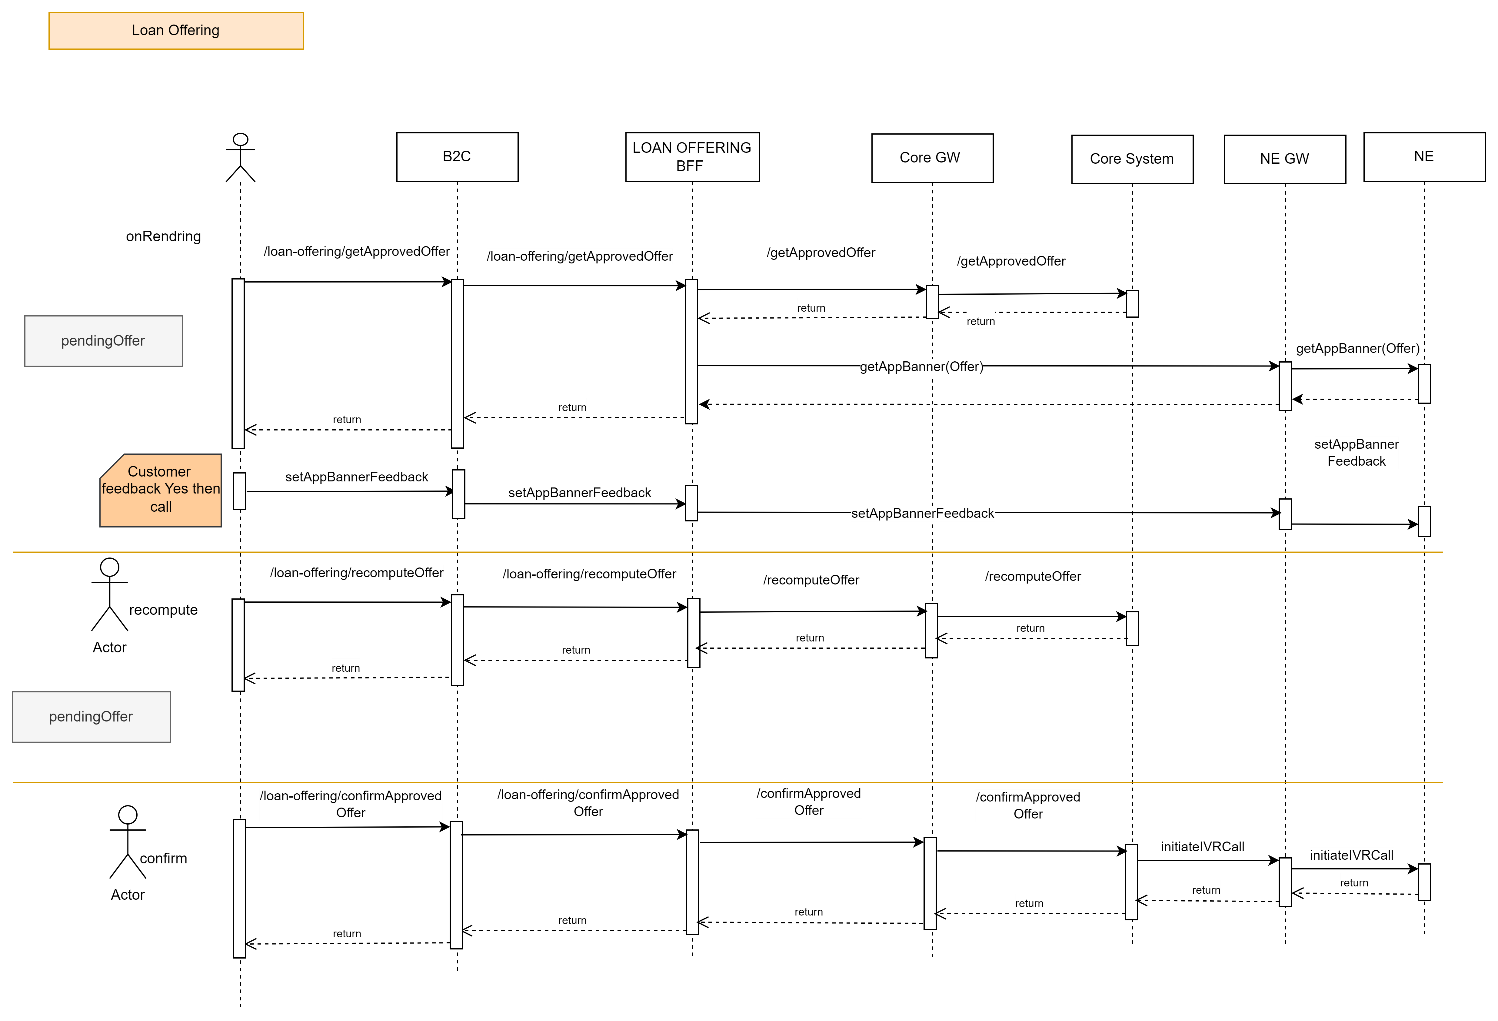 Loan Offering
B2C
LOAN OFFERING
BFF
Core GW
Core System
NE GW
NE
onRendring
/loan-offering/getApprovedOffer
/loan-offering/getApprovedOffer
/getApprovedOffer
/getApprovedOffer
return
return
pendingOffer
getAppBanner(Offer)
getAppBanner(Offer)
return
return
setAppBanner
Feedback
Customer
feedback Yes then
call
setAppBannerFeedback
setAppBannerFeedback
setAppBannerFeedback
/loan-offering/recomputeOffer
/loan-offering/recomputeOffer
/recomputeOffer
/recomputeOffer
recompute
Actor
return
return
return
return
pendingOffer
/loan-offering/confirmApproved
Offer
/loan-offering/confirmApproved
Offer
/confirmApproved
Offer
/confirmApproved
Offer
initiateIVRCall
initiateIVRCall
confirm
Actor
return
return
return
return
return
return